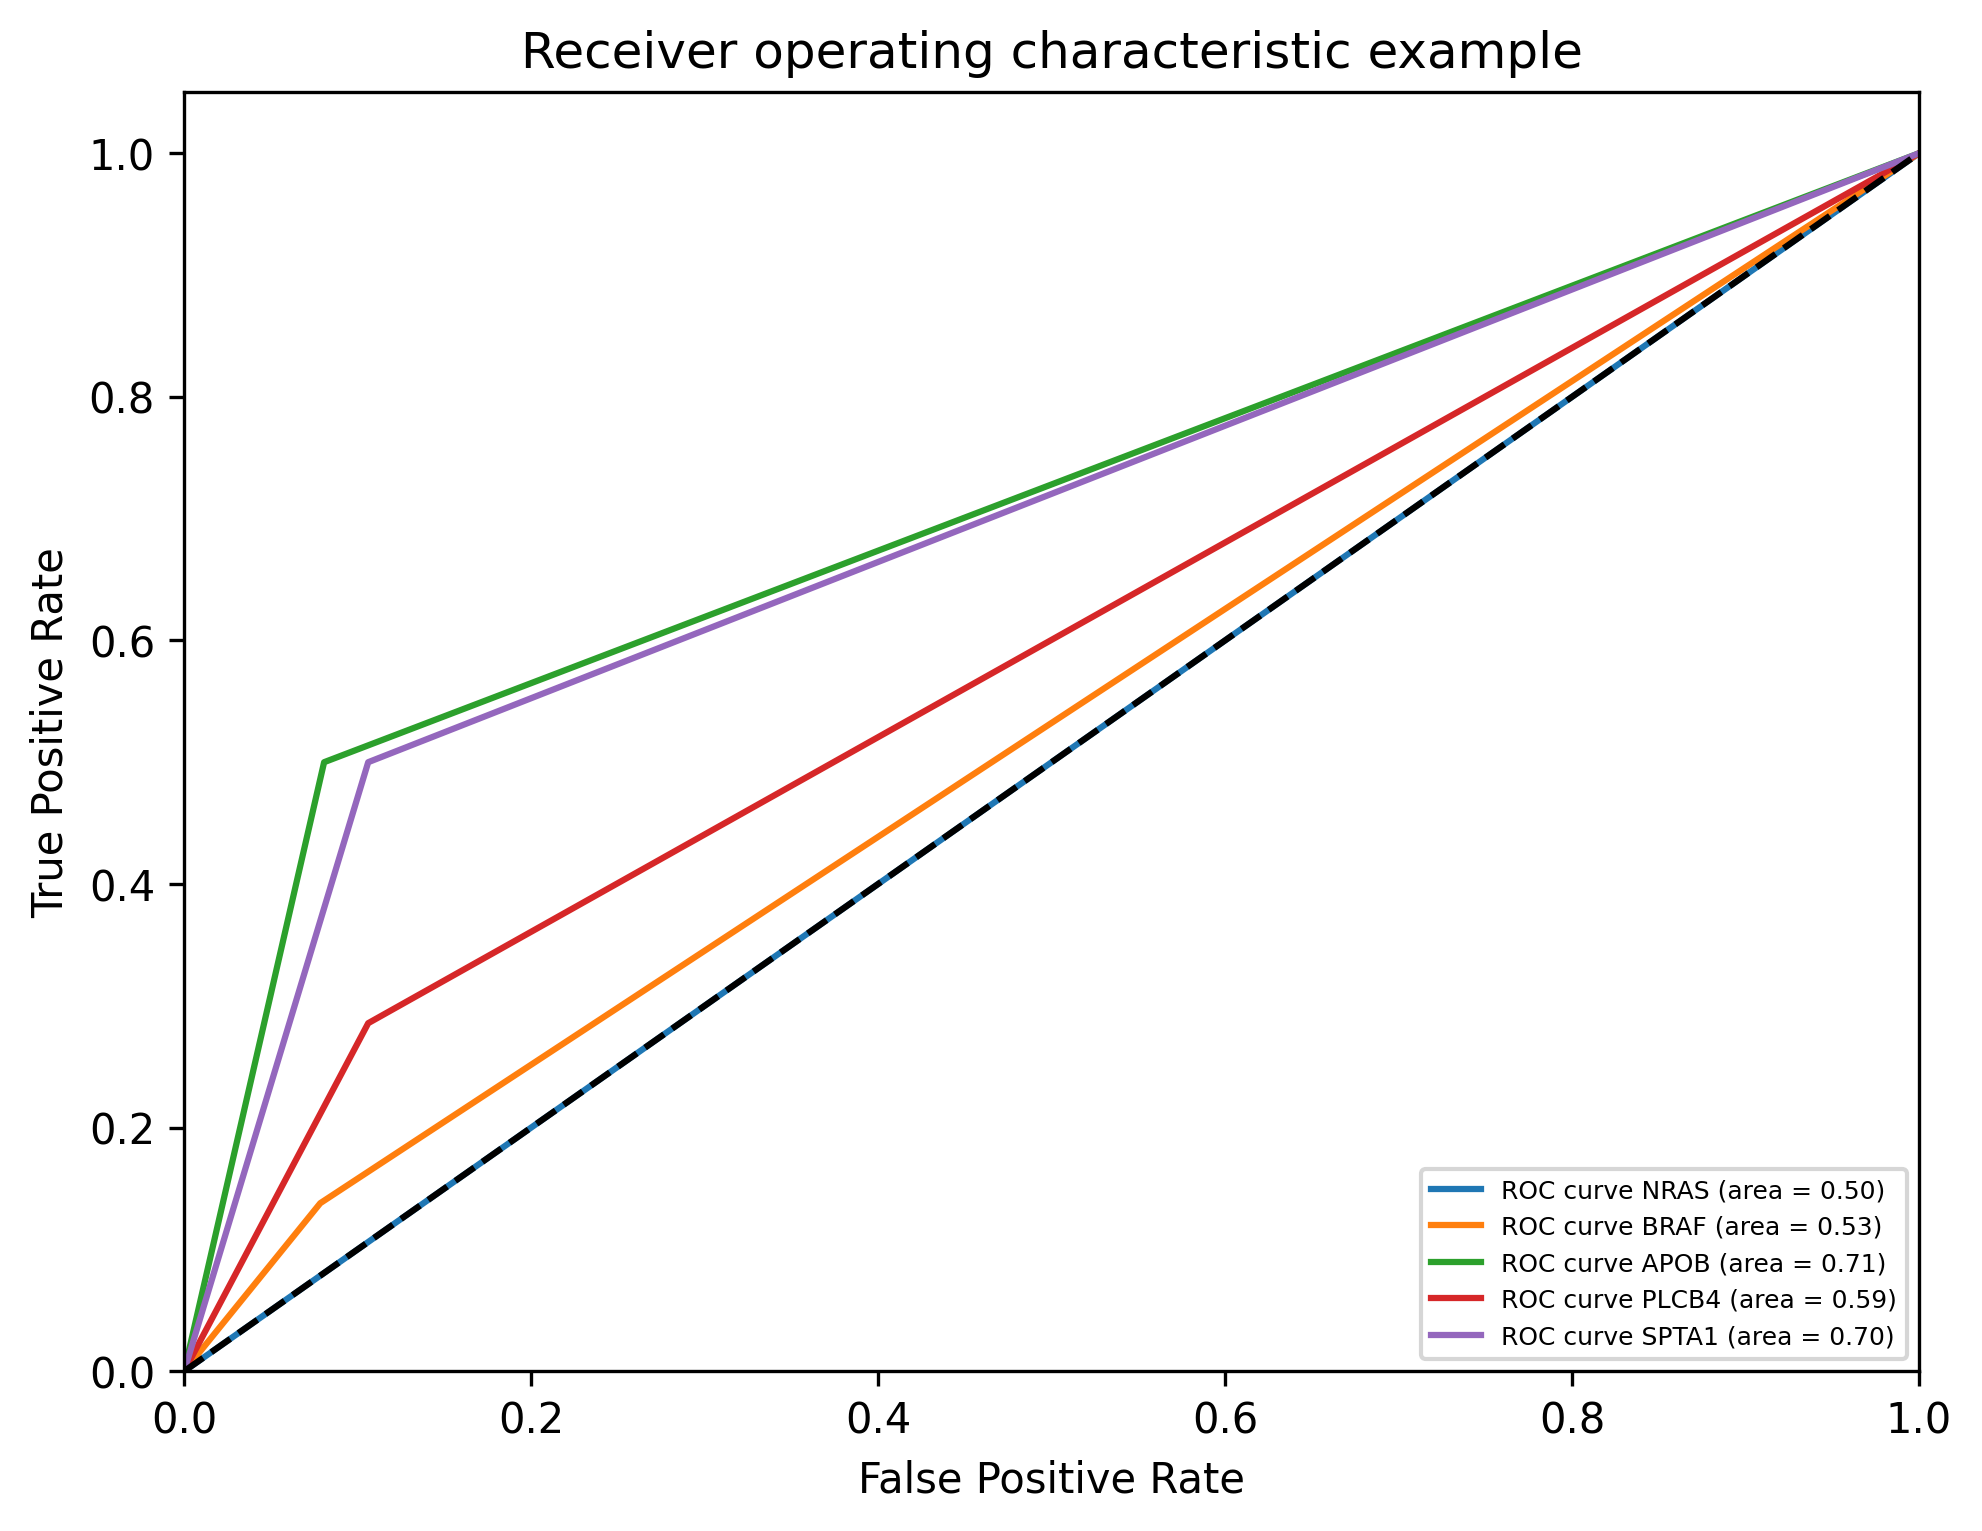 Receiver operating characteristic example
1.0
0.8
0.6
0.4
0.2
0.0
True Positive Rate
0.0 0.2 0.4 0.6 0.8 1.0
False Positive Rate
ROC curve NRAS (area = 0.50)
ROC curve BRAF (area = 0.53)
ROC curve APOB (area = 0.71)
ROC curve PLCB4 (area = 0.59)
ROC curve SPTA1 (area = 0.70)